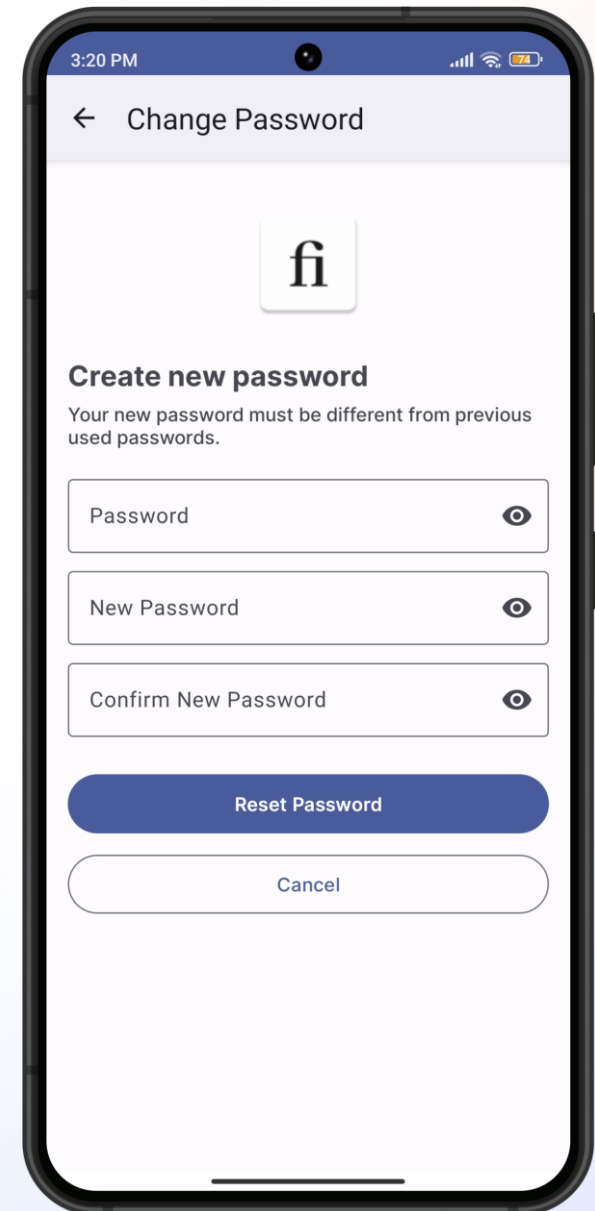 3:20 PM
74
Change Password
fi
Create new password
Your new password must be different from previous
used passwords.
Password
New Password
Confirm New Password
Reset Password
Cancel